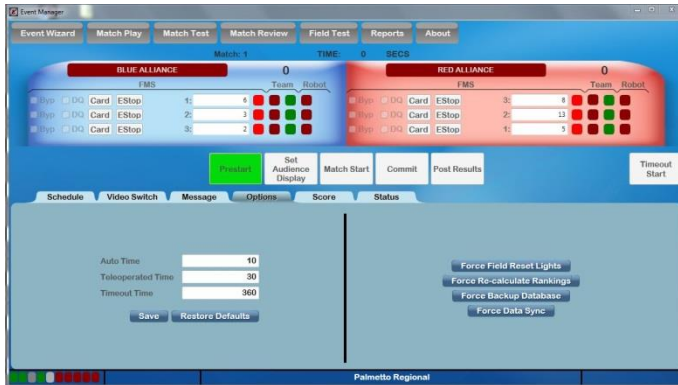 Event Manager
Event Wizard Match Play Match Test Match Review Field Test Reports About
Match: 1 TIME: 0 SECS
BLUE ALLIANCE 0 RED ALLIANCE 0
FMS Team Robot FMS Team Robot
Byp DQ Card EStop 1: 6 Byp DQ Card EStop 3: 8
Byp DQ Card EStop 2: 3 Byp DQ Card EStop 2: 13
Byp DQ Card EStop 3: 2 Byp DQ Card EStop 1: 5
Prestart Set Audience Display Match Start Commit Post Results Timeout Start
Schedule Video Switch Message Options Score Status
Auto Time 10
Teleoperated Time 30
Timeout Time 360
Save Restore Defaults
Force Field Reset Lights
Force Re-calculate Rankings
Force Backup Database
Force Data Sync
Palmetto Regional